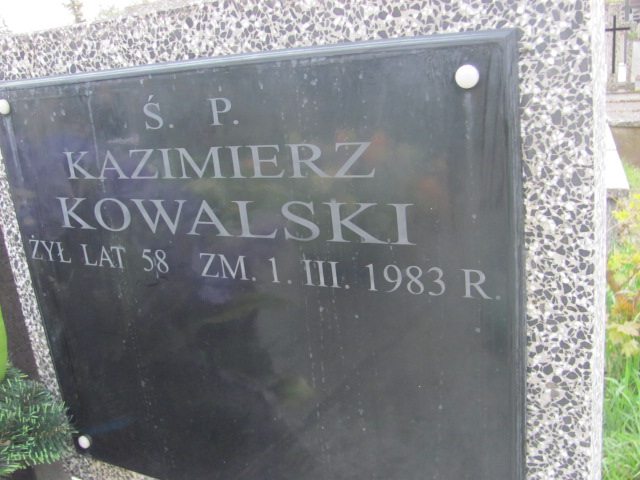 Ś. P.
KAZIMIERZ
KOWALSKI
ŻYŁ LAT 58 ZM. 1. III. 1983 R.